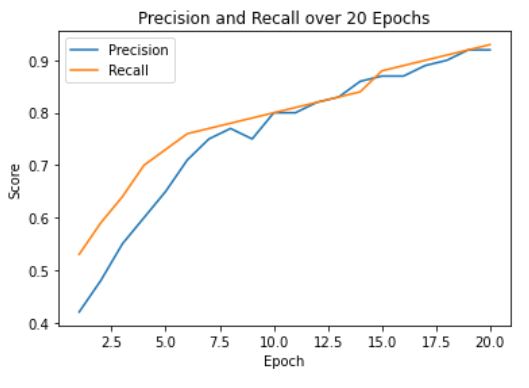 Precision and Recall over 20 Epochs
Precision
Recall
Score
0.9
0.8
0.7
0.6
0.5
0.4
2.5 5.0 7.5 10.0 12.5 15.0 17.5 20.0
Epoch